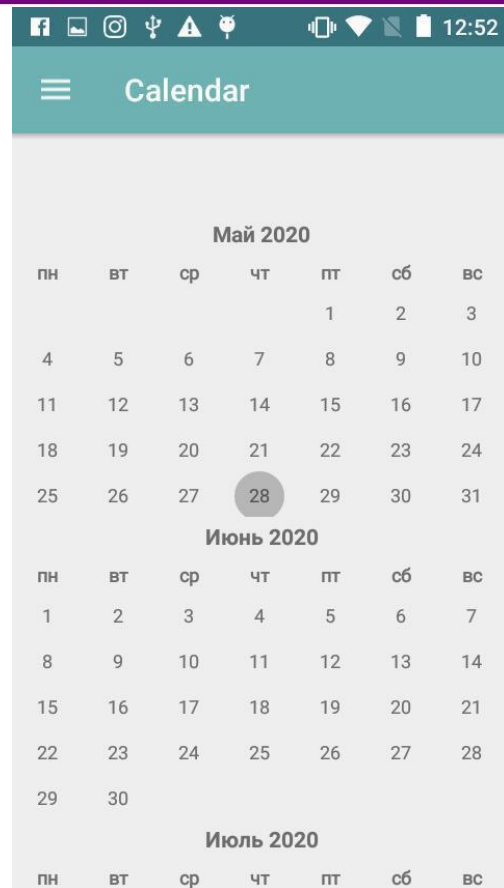 12:52
Calendar
Май 2020
пн вт ср чт пт сб вс
1 2 3
4 5 6 7 8 9 10
11 12 13 14 15 16 17
18 19 20 21 22 23 24
25 26 27 28 29 30 31
Июнь 2020
пн вт ср чт пт сб вс
1 2 3 4 5 6 7
8 9 10 11 12 13 14
15 16 17 18 19 20 21
22 23 24 25 26 27 28
29 30
Июль 2020
пн вт ср чт пт сб вс